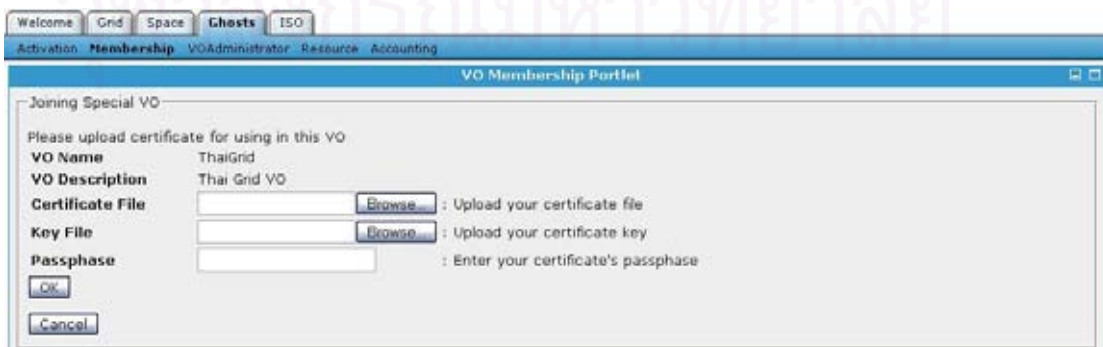 Welcome Grid Space Ghosts ISO
Activation Membership VOAdministrator Resource Accounting
VO Membership Portlet
Joining Special VO
Please upload certificate for using in this VO
VO Name ThaiGrid
VO Description Thai Grid VO
Certificate File Browse... : Upload your certificate file
Key File Browse... : Upload your certificate key
Passphase : Enter your certificate's passphase
OK
Cancel